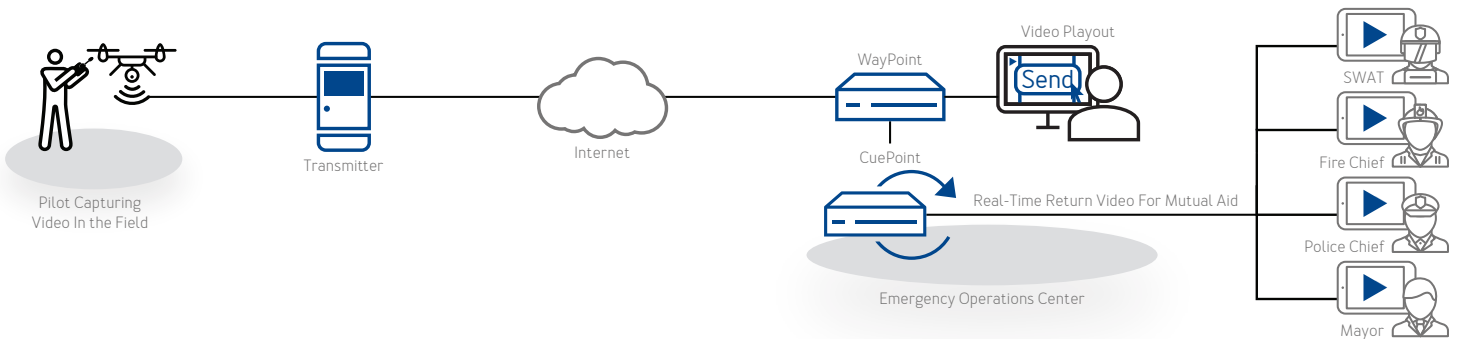 Pilot Capturing
Video In the Field
Transmitter
Internet
WayPoint
Video Playout
Send
CuePoint
Real-Time Return Video For Mutual Aid
Emergency Operations Center
SWAT
Fire Chief
Police Chief
Mayor